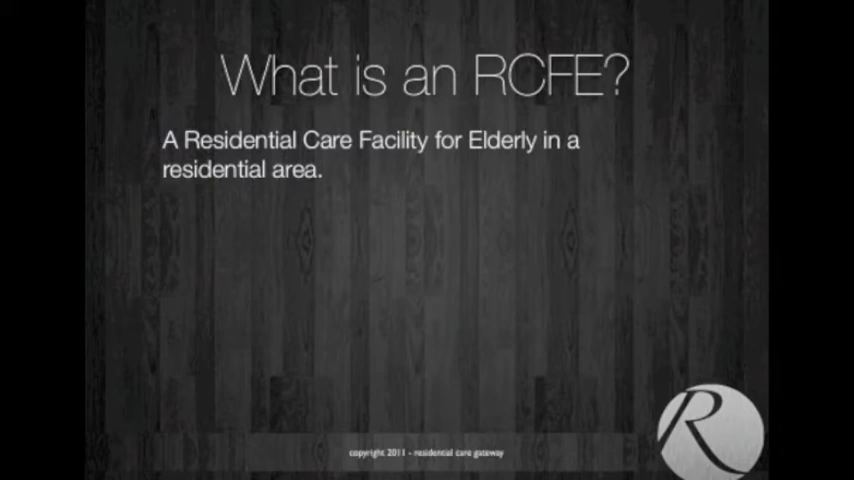 What is an RCFE?
A Residential Care Facility for Elderly in a
residential area.
copyright 2011 - residential care gateway
R